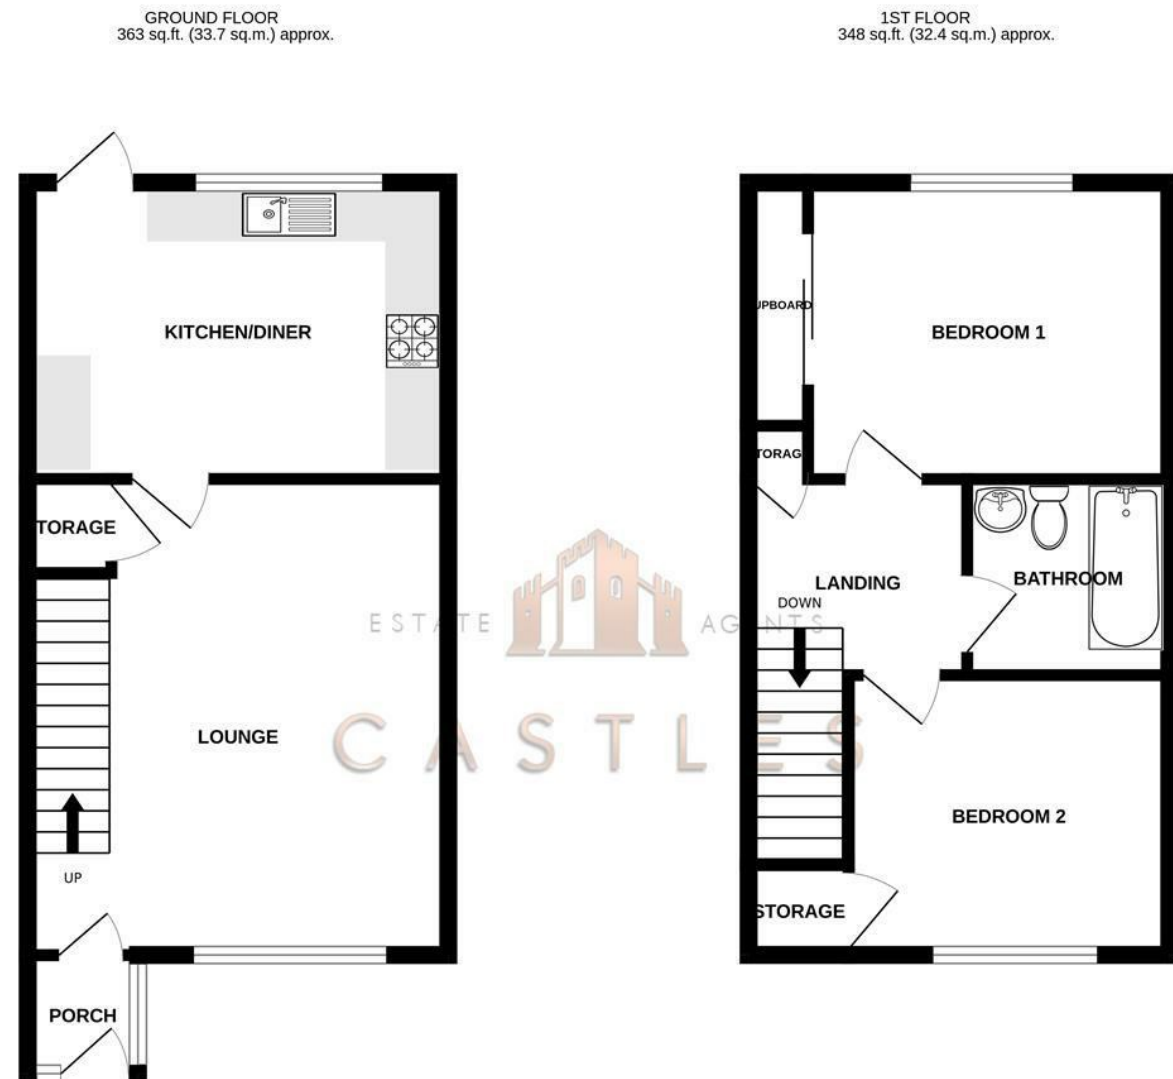 GROUND FLOOR
363 sq.ft. (33.7 sq.m.) approx.
1ST FLOOR
348 sq.ft. (32.4 sq.m.) approx.
KITCHEN/DINER
TORAGE
LOUNGE
UP
PORCH
UPBOARD
BEDROOM 1
TORAG
LANDING
DOWN
BATHROOM
BEDROOM 2
STORAGE
ESTATE AGENTS
CASTLES